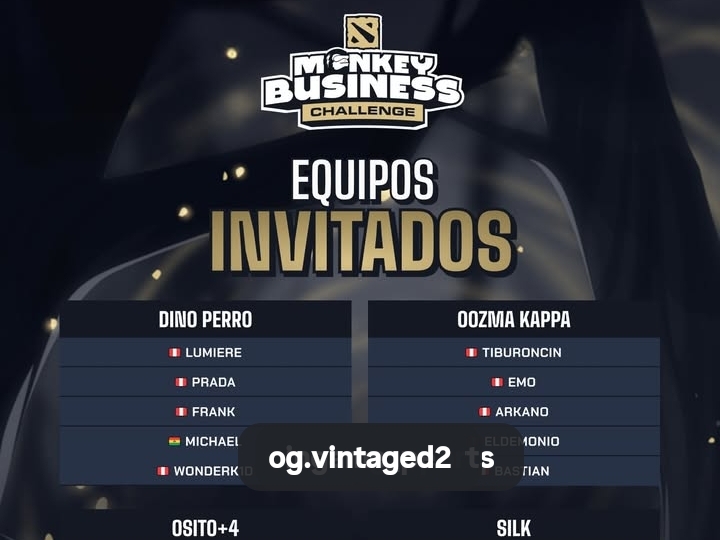 MONKEY
BUSINESS
CHALLENGE
EQUIPOS
INVITADOS
DINO PERRO
LUMIERE
PRADA
FRANK
MICHAEL
WONDERKID
OOZMA KAPPA
TIBURONCIN
EMO
ARKANO
ELDEMONIO
BASTIAN
og.vintaged2 ts
OSITO+4
SILK